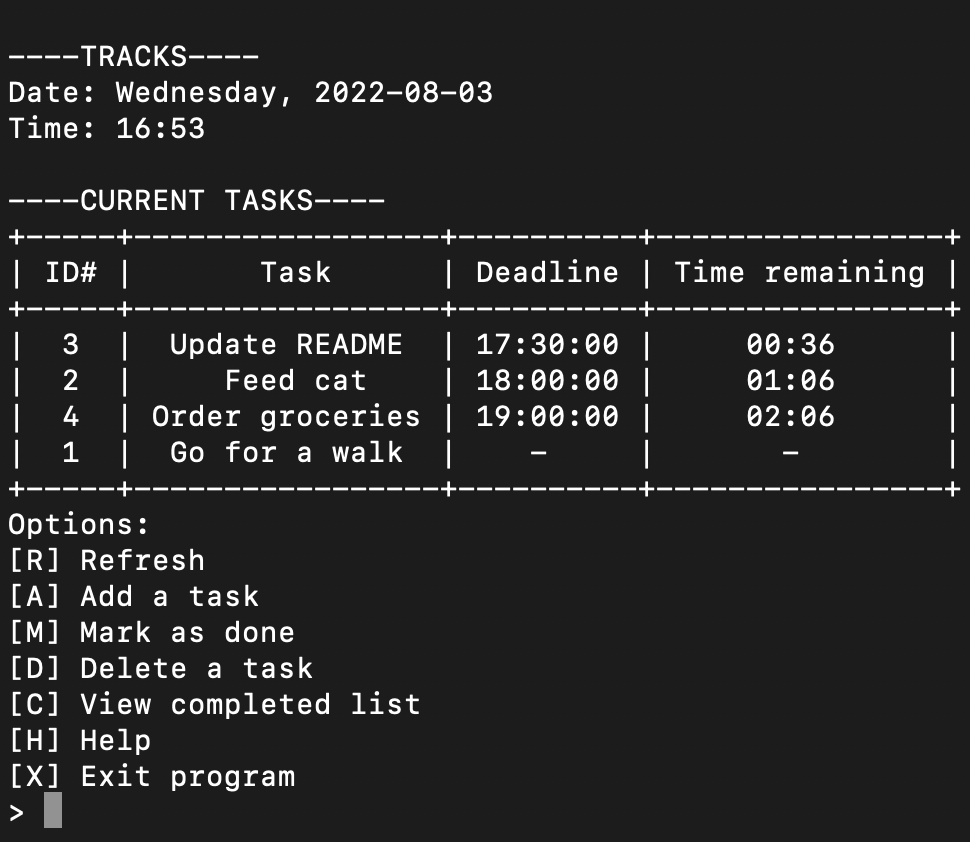 ----TRACKS----
Date: Wednesday, 2022-08-03
Time: 16:53
----CURRENT TASKS----
+-----+-----------------+----------+----------------+
| ID# |       Task      | Deadline | Time remaining |
+-----+-----------------+----------+----------------+
|  3  |  Update README  | 17:30:00 |     00:36      |
|  2  |     Feed cat    | 18:00:00 |     01:06      |
|  4  | Order groceries | 19:00:00 |     02:06      |
|  1  |  Go for a walk  |    -     |       -        |
+-----+-----------------+----------+----------------+
Options:
[R] Refresh
[A] Add a task
[M] Mark as done
[D] Delete a task
[C] View completed list
[H] Help
[X] Exit program
>